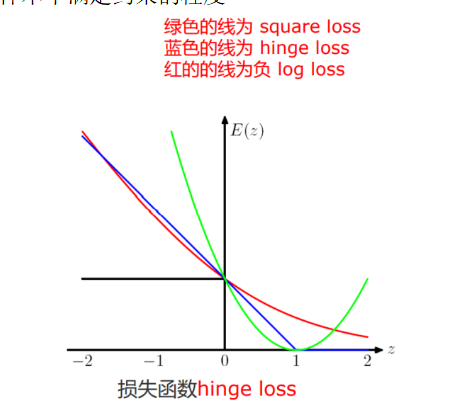 绿色的线为 square loss
蓝色的线为 hinge loss
红的的线为负 log loss
E(z)
−2 −1 0 1 2 z
损失函数hinge loss